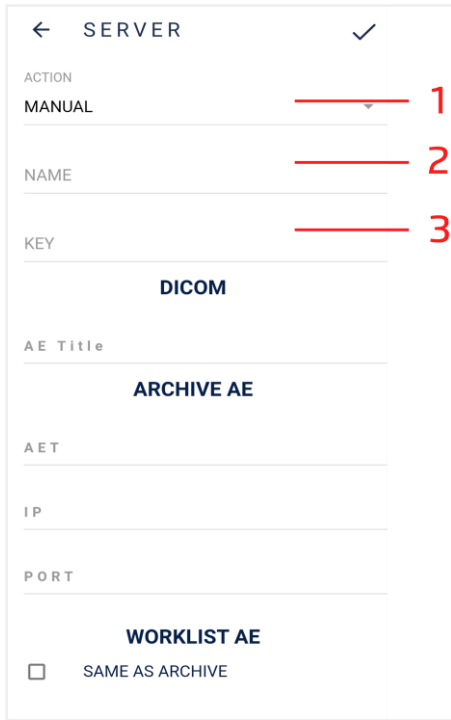 SERVER
ACTION
MANUAL
1
NAME
2
KEY
3
DICOM
AE Title
ARCHIVE AE
AET
IP
PORT
WORKLIST AE
SAME AS ARCHIVE